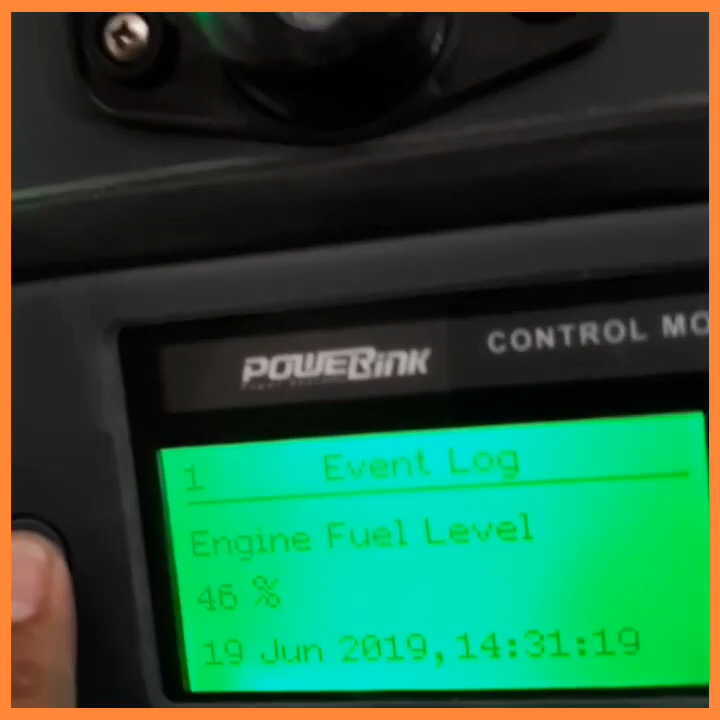 POWERINK
CONTROL MO
1 Event Log
Engine Fuel Level
46 %
19 Jun 2019, 14:31:19